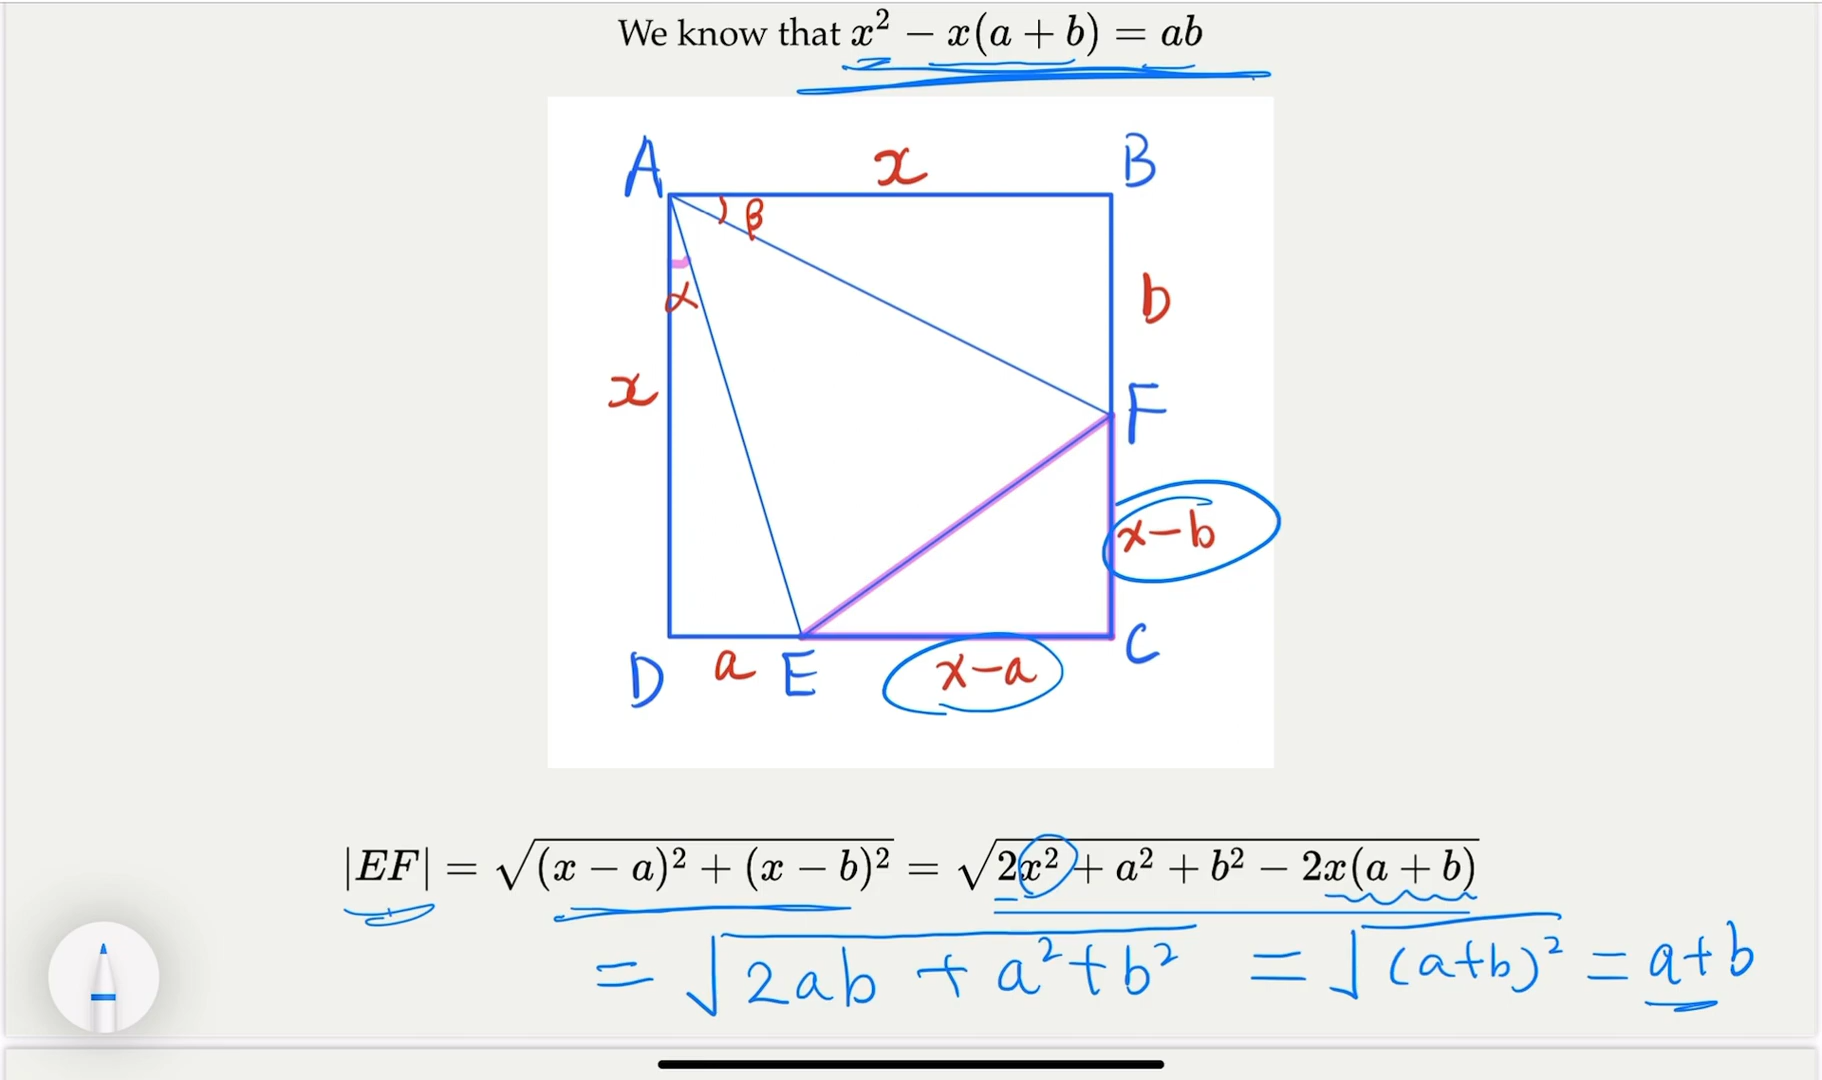 We know that x² − x(a + b) = ab
A x B
β
α
b
x
F
x−b
C
D a E x−a
|EF| = √((x − a)² + (x − b)²) = √(2x² + a² + b² − 2x(a + b))
= √(2ab + a² + b²) = √((a+b)²) = a+b